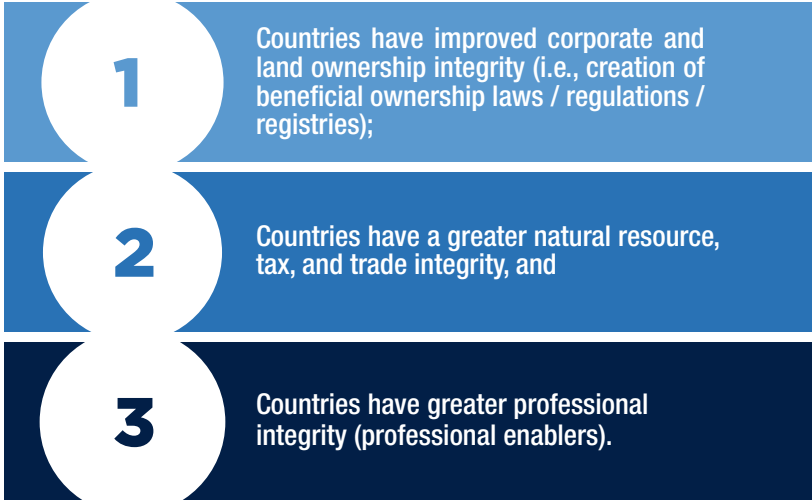 1
Countries have improved corporate and
land ownership integrity (i.e., creation of
beneficial ownership laws / regulations /
registries);
2
Countries have a greater natural resource,
tax, and trade integrity, and
3
Countries have greater professional
integrity (professional enablers).